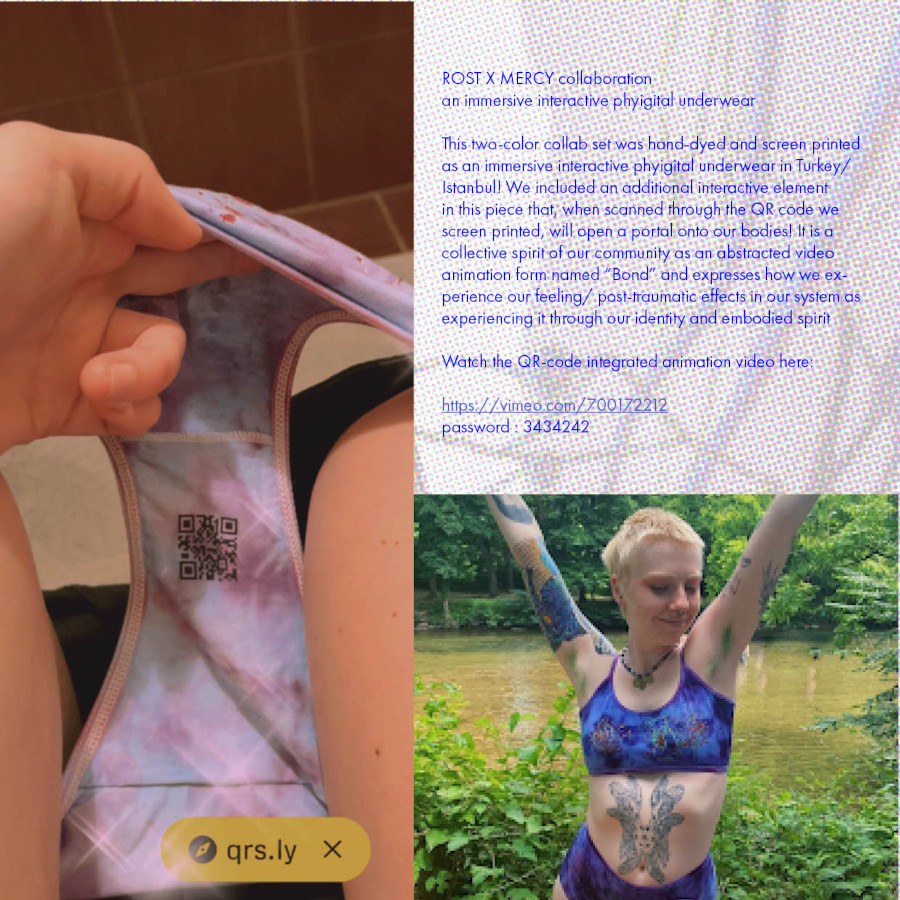 ROST X MERCY collaboration
an immersive interactive phyigital underwear
This two-color collab set was hand-dyed and screen printed
as an immersive interactive phyigital underwear in Turkey/
Istanbul! We included an additional interactive element
in this piece that, when scanned through the QR code we
screen printed, will open a portal onto our bodies! It is a
collective spirit of our community as an abstracted video
animation form named “Bond” and expresses how we ex-
perience our feeling/ post-traumatic effects in our system as
experiencing it through our identity and embodied spirit
Watch the QR-code integrated animation video here:
https://vimeo.com/700172212
password : 3434242
qrs.ly